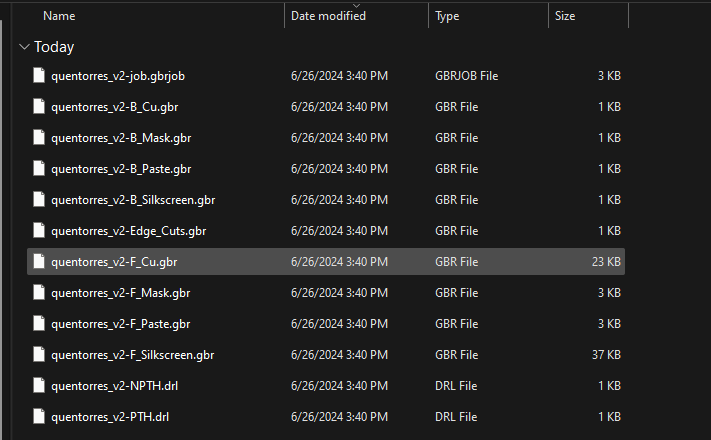 Name Date modified Type Size
Today
quentorres_v2-job.gbrjob 6/26/2024 3:40 PM GBRJOB File 3 KB
quentorres_v2-B_Cu.gbr 6/26/2024 3:40 PM GBR File 1 KB
quentorres_v2-B_Mask.gbr 6/26/2024 3:40 PM GBR File 1 KB
quentorres_v2-B_Paste.gbr 6/26/2024 3:40 PM GBR File 1 KB
quentorres_v2-B_Silkscreen.gbr 6/26/2024 3:40 PM GBR File 1 KB
quentorres_v2-Edge_Cuts.gbr 6/26/2024 3:40 PM GBR File 1 KB
quentorres_v2-F_Cu.gbr 6/26/2024 3:40 PM GBR File 23 KB
quentorres_v2-F_Mask.gbr 6/26/2024 3:40 PM GBR File 3 KB
quentorres_v2-F_Paste.gbr 6/26/2024 3:40 PM GBR File 3 KB
quentorres_v2-F_Silkscreen.gbr 6/26/2024 3:40 PM GBR File 37 KB
quentorres_v2-NPTH.drl 6/26/2024 3:40 PM DRL File 1 KB
quentorres_v2-PTH.drl 6/26/2024 3:40 PM DRL File 1 KB